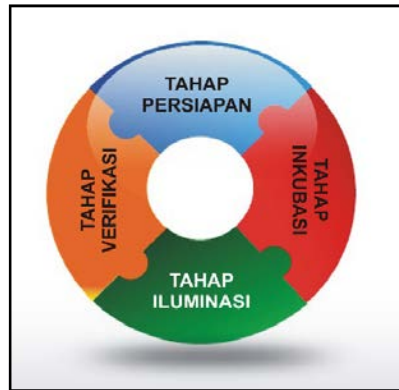 TAHAP
PERSIAPAN
TAHAP
INKUBASI
TAHAP
ILUMINASI
TAHAP
VERIFIKASI